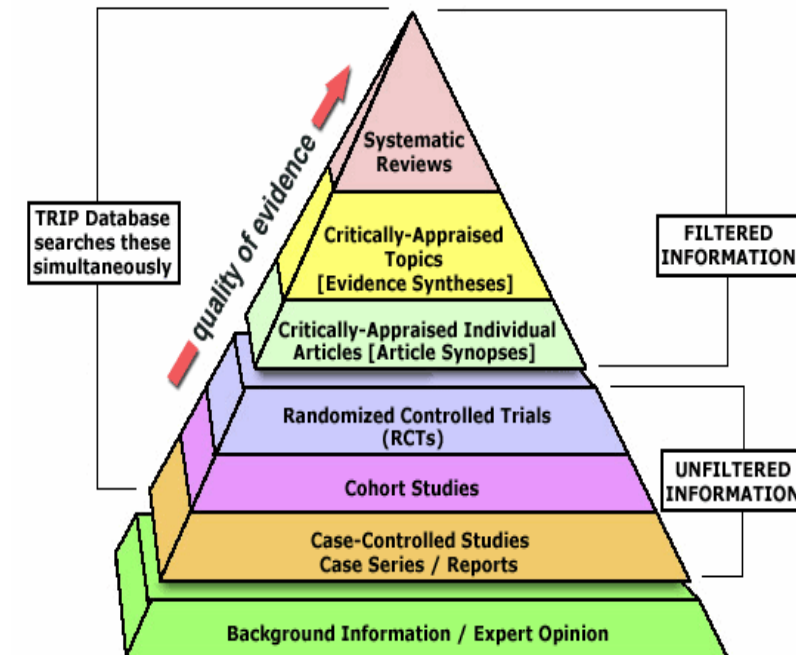 Systematic
Reviews
quality of evidence
TRIP Database
searches these
simultaneously
Critically-Appraised
Topics
[Evidence Syntheses]
FILTERED
INFORMATION
Critically-Appraised Individual
Articles [Article Synopses]
Randomized Controlled Trials
(RCTs)
UNFILTERED
INFORMATION
Cohort Studies
Case-Controlled Studies
Case Series / Reports
Background Information / Expert Opinion